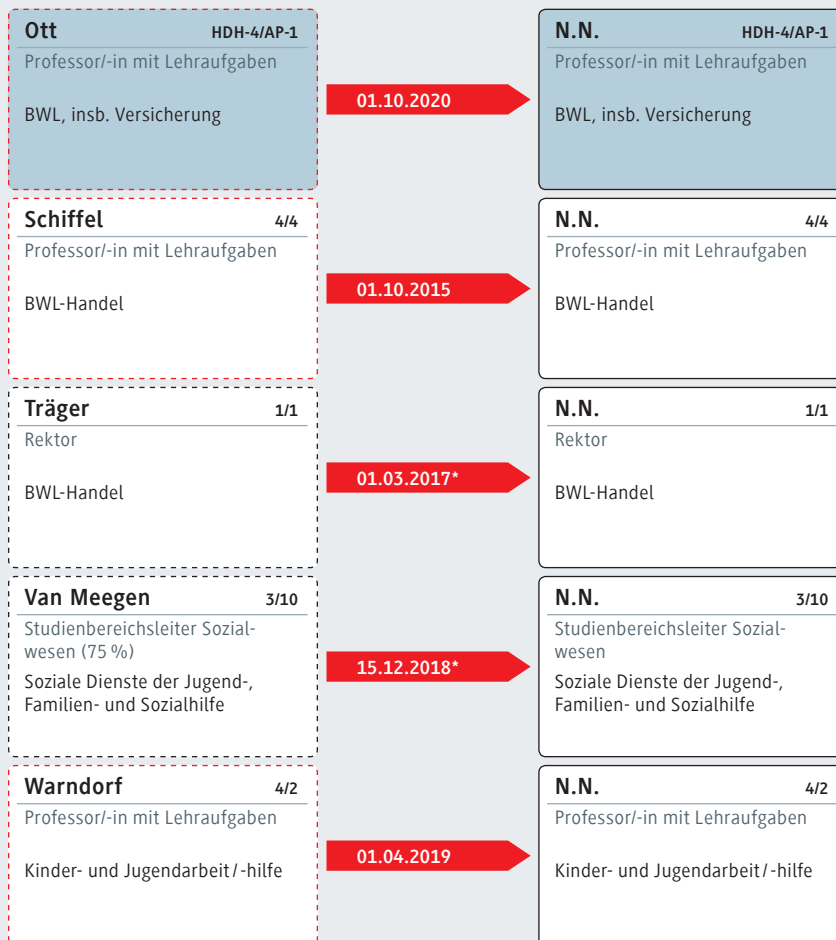 Ott HDH-4/AP-1
Professor/-in mit Lehraufgaben
BWL, insb. Versicherung
01.10.2020
N.N. HDH-4/AP-1
Professor/-in mit Lehraufgaben
BWL, insb. Versicherung
Schiffel 4/4
Professor/-in mit Lehraufgaben
BWL-Handel
01.10.2015
N.N. 4/4
Professor/-in mit Lehraufgaben
BWL-Handel
Träger 1/1
Rektor
BWL-Handel
01.03.2017*
N.N. 1/1
Rektor
BWL-Handel
Van Meegen 3/10
Studienbereichsleiter Sozial-
wesen (75 %)
Soziale Dienste der Jugend-,
Familien- und Sozialhilfe
15.12.2018*
N.N. 3/10
Studienbereichsleiter Sozial-
wesen
Soziale Dienste der Jugend-,
Familien- und Sozialhilfe
Warndorf 4/2
Professor/-in mit Lehraufgaben
Kinder- und Jugendarbeit/-hilfe
01.04.2019
N.N. 4/2
Professor/-in mit Lehraufgaben
Kinder- und Jugendarbeit/-hilfe